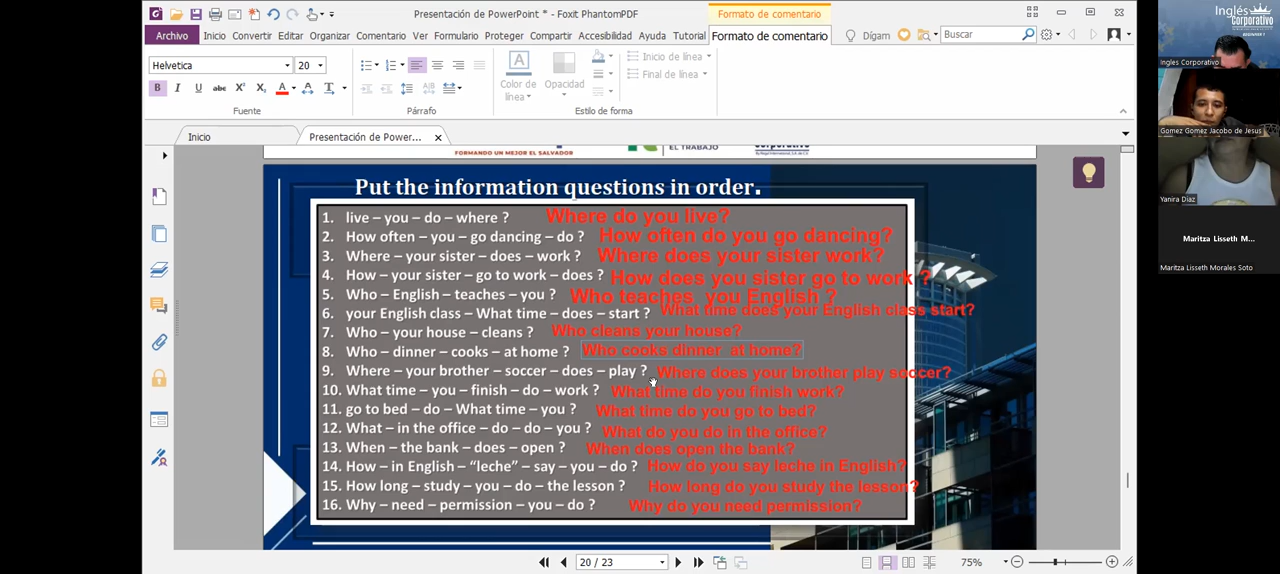 Presentación de PowerPoint * - Foxit PhantomPDF
Formato de comentario
Archivo Inicio Convertir Editar Organizar Comentario Ver Formulario Proteger Compartir Accesibilidad Ayuda Tutorial Formato de comentario Dígam Buscar
Helvetica 20
Color de línea Opacidad
Inicio de línea
Final de línea
Fuente Párrafo Estilo de forma
Inicio Presentación de Power...
FORMANDO UN MEJOR EL SALVADOR EL TRABAJO Corporativo
Put the information questions in order.
1. live – you – do – where ? Where do you live?
2. How often – you – go dancing – do ? How often do you go dancing?
3. Where – your sister – does – work ? Where does your sister work?
4. How – your sister – go to work – does ? How does you sister go to work ?
5. Who – English – teaches – you ? Who teaches you English ?
6. your English class – What time – does – start ? What time does your English class start?
7. Who – your house – cleans ? Who cleans your house?
8. Who – dinner – cooks – at home ? Who cooks dinner at home?
9. Where – your brother – soccer – does – play ? Where does your brother play soccer?
10. What time – you – finish – do – work ? What time do you finish work?
11. go to bed – do – What time – you ? What time do you go to bed?
12. What – in the office – do – do – you ? What do you do in the office?
13. When – the bank – does – open ? When does open the bank?
14. How – in English – “leche” – say – you – do ? How do you say leche in English?
15. How long – study – you – do – the lesson ? How long do you study the lesson?
16. Why – need – permission – you – do ? Why do you need permission?
20 / 23
75%
Inglés
Corporativo
Ingles Corporativo
Gomez Gomez Jacobo de Jesus
Yanira Díaz
Maritza Lisseth M...
Maritza Lisseth Morales Soto